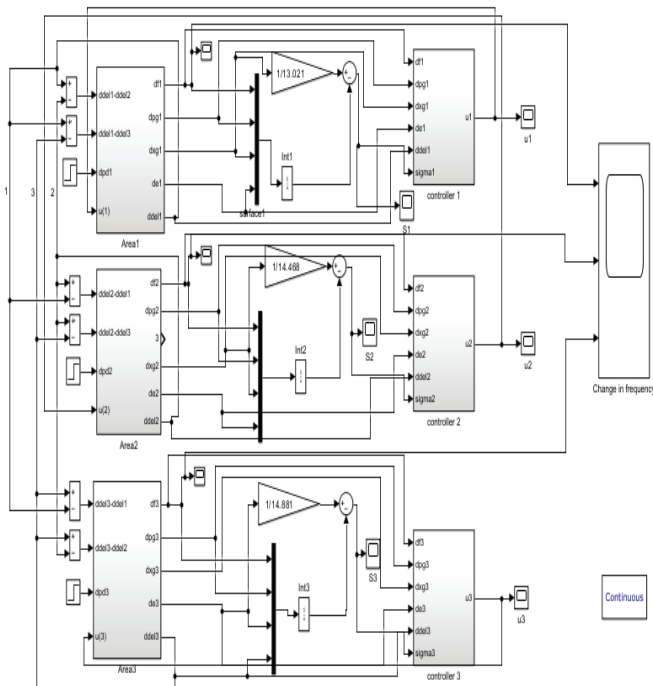 df1
1/13.021
df1
ddel1-ddel2
dpg1
dpg1
dxg1
ddel1-ddel3
dxg1
u1
u1
de1
1
3
2
dpd1
Int1
ddel1
de1
sigma1
u(1)
ddel1
surface1
controller 1
S1
Area1
df2
1/14.468
df2
ddel2-ddel1
dpg2
dpg2
dxg2
ddel2-ddel3
3
u2
u2
dxg2
S2
de2
dpd2
Int2
ddel2
de2
sigma2
u(2)
ddel2
controller 2
Area2
Change in frequency
df3
1/14.881
ddel3-ddel1
dpg3
df3
ddel3-ddel2
dxg3
S3
dpg3
dxg3
dpd3
de3
Int3
u3
u3
de3
Continuous
u(3)
ddel3
ddel3
sigma3
Area3
controller 3